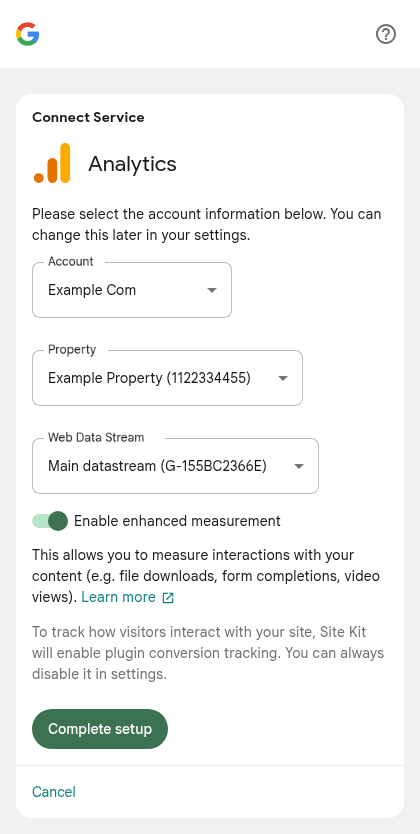 Connect Service
Analytics
Please select the account information below. You can
change this later in your settings.
Account
Example Com
Property
Example Property (1122334455)
Web Data Stream
Main datastream (G-155BC2366E)
Enable enhanced measurement
This allows you to measure interactions with your
content (e.g. file downloads, form completions, video
views). Learn more
To track how visitors interact with your site, Site Kit
will enable plugin conversion tracking. You can always
disable it in settings.
Complete setup
Cancel